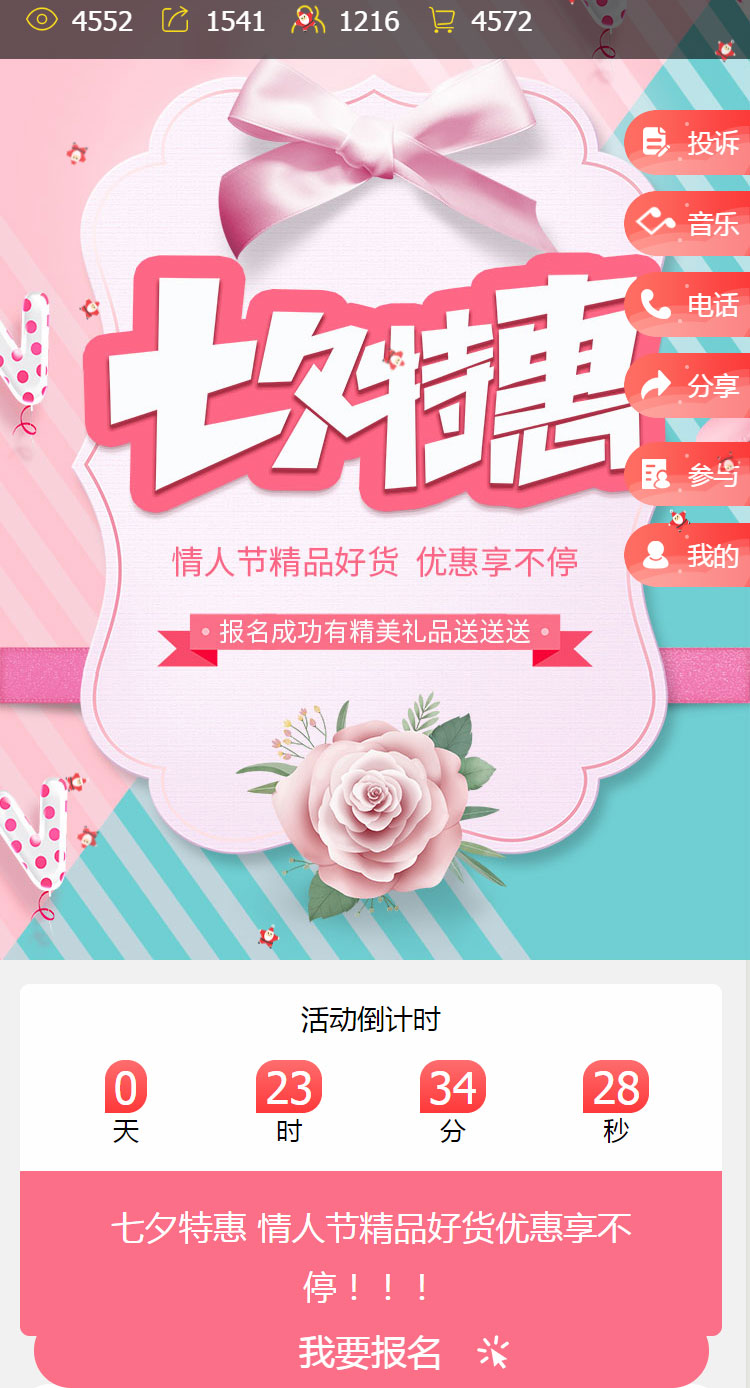 4552 1541 1216 4572
投诉
音乐
电话
分享
参与
我的
七夕特惠
情人节精品好货 优惠享不停
报名成功有精美礼品送送送
活动倒计时
0 23 34 28
天 时 分 秒
七夕特惠 情人节精品好货优惠享不
停！！！
我要报名